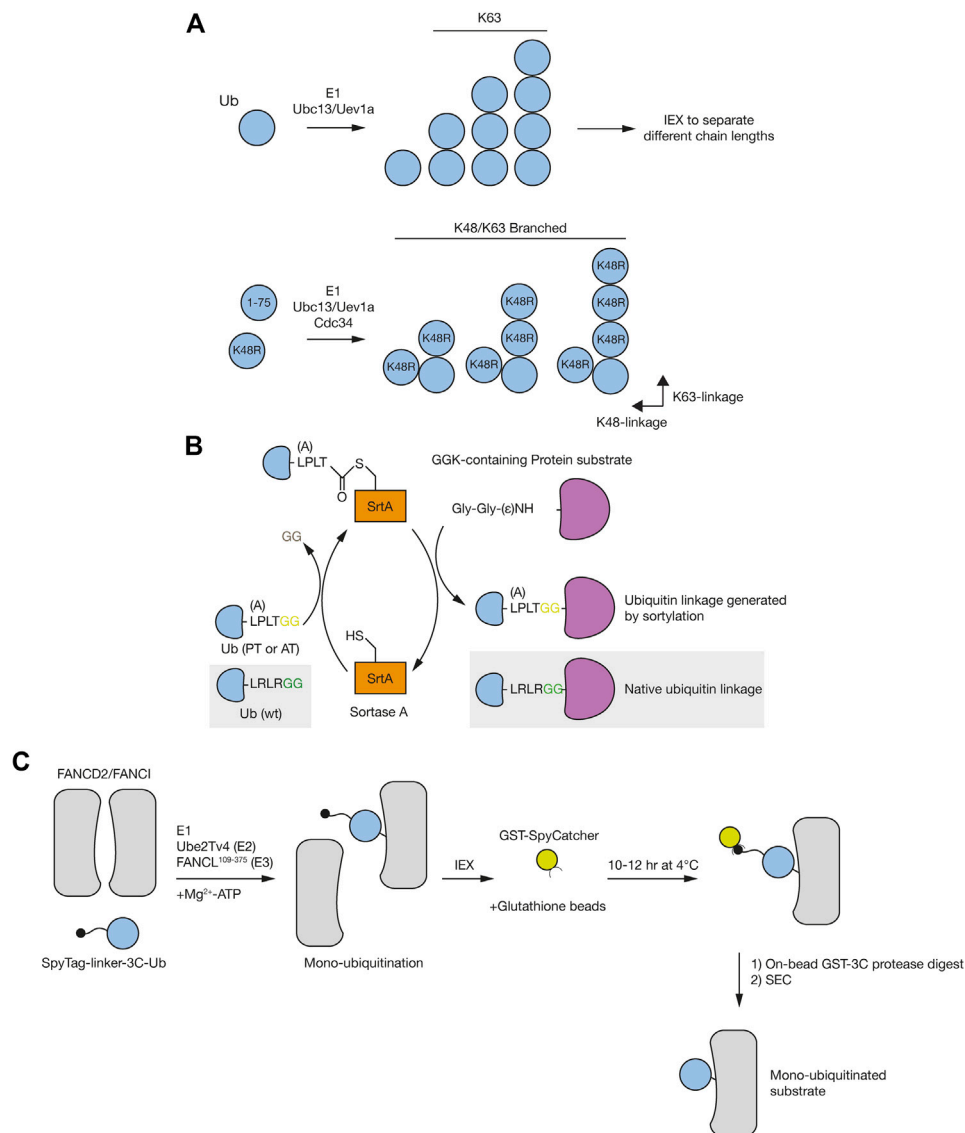 A
K63
Ub
E1
Ubc13/Uev1a
IEX to separate
different chain lengths
K48/K63 Branched
1-75
K48R
E1
Ubc13/Uev1a
Cdc34
K48R
K48R
K48R
K48R
K48R
K48R
K48R
K48R
K48R
K63-linkage
K48-linkage
B
(A)
LPLT
S
O
SrtA
GGK-containing Protein substrate
Gly-Gly-(ε)NH
GG
(A)
LPLTGG
Ub (PT or AT)
LRLRGG
Ub (wt)
HS
SrtA
Sortase A
(A)
LPLTGG
Ubiquitin linkage generated
by sortylation
LRLRGG
Native ubiquitin linkage
C
FANCD2/FANCI
E1
Ube2Tv4 (E2)
FANCL¹⁰⁹⁻³⁷⁵ (E3)
+Mg²⁺-ATP
SpyTag-linker-3C-Ub
Mono-ubiquitination
IEX
GST-SpyCatcher
+Glutathione beads
10-12 hr at 4°C
1) On-bead GST-3C protease digest
2) SEC
Mono-ubiquitinated
substrate